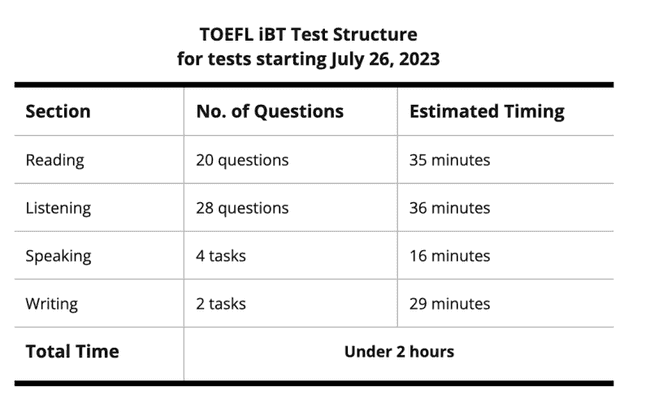 TOEFL iBT Test Structure
for tests starting July 26, 2023
Section No. of Questions Estimated Timing
Reading 20 questions 35 minutes
Listening 28 questions 36 minutes
Speaking 4 tasks 16 minutes
Writing 2 tasks 29 minutes
Total Time Under 2 hours